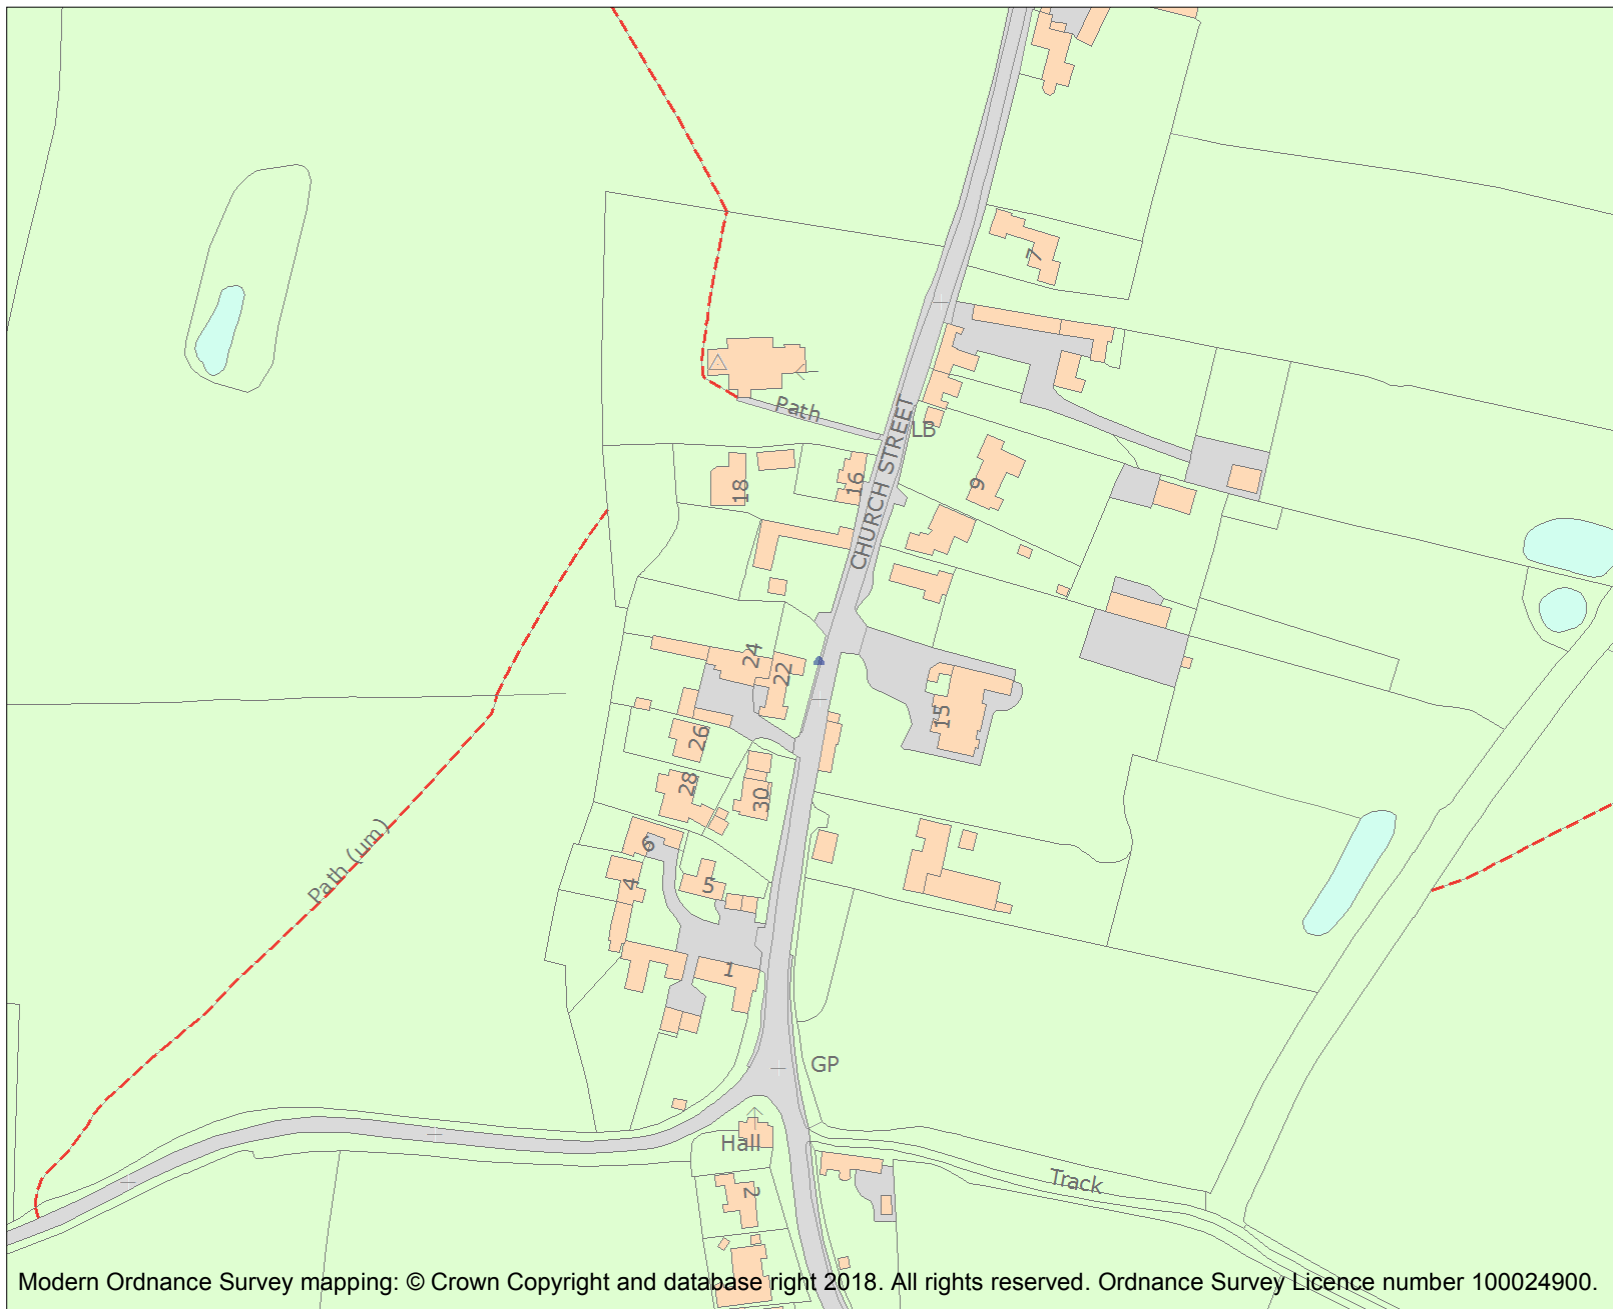 7
Path
LB
CHURCH STREET
16
18
9
24
22
15
26
28
30
Path (um)
6
4
5
1
GP
Hall
Track
2
Modern Ordnance Survey mapping: © Crown Copyright and database right 2018. All rights reserved. Ordnance Survey Licence number 100024900.